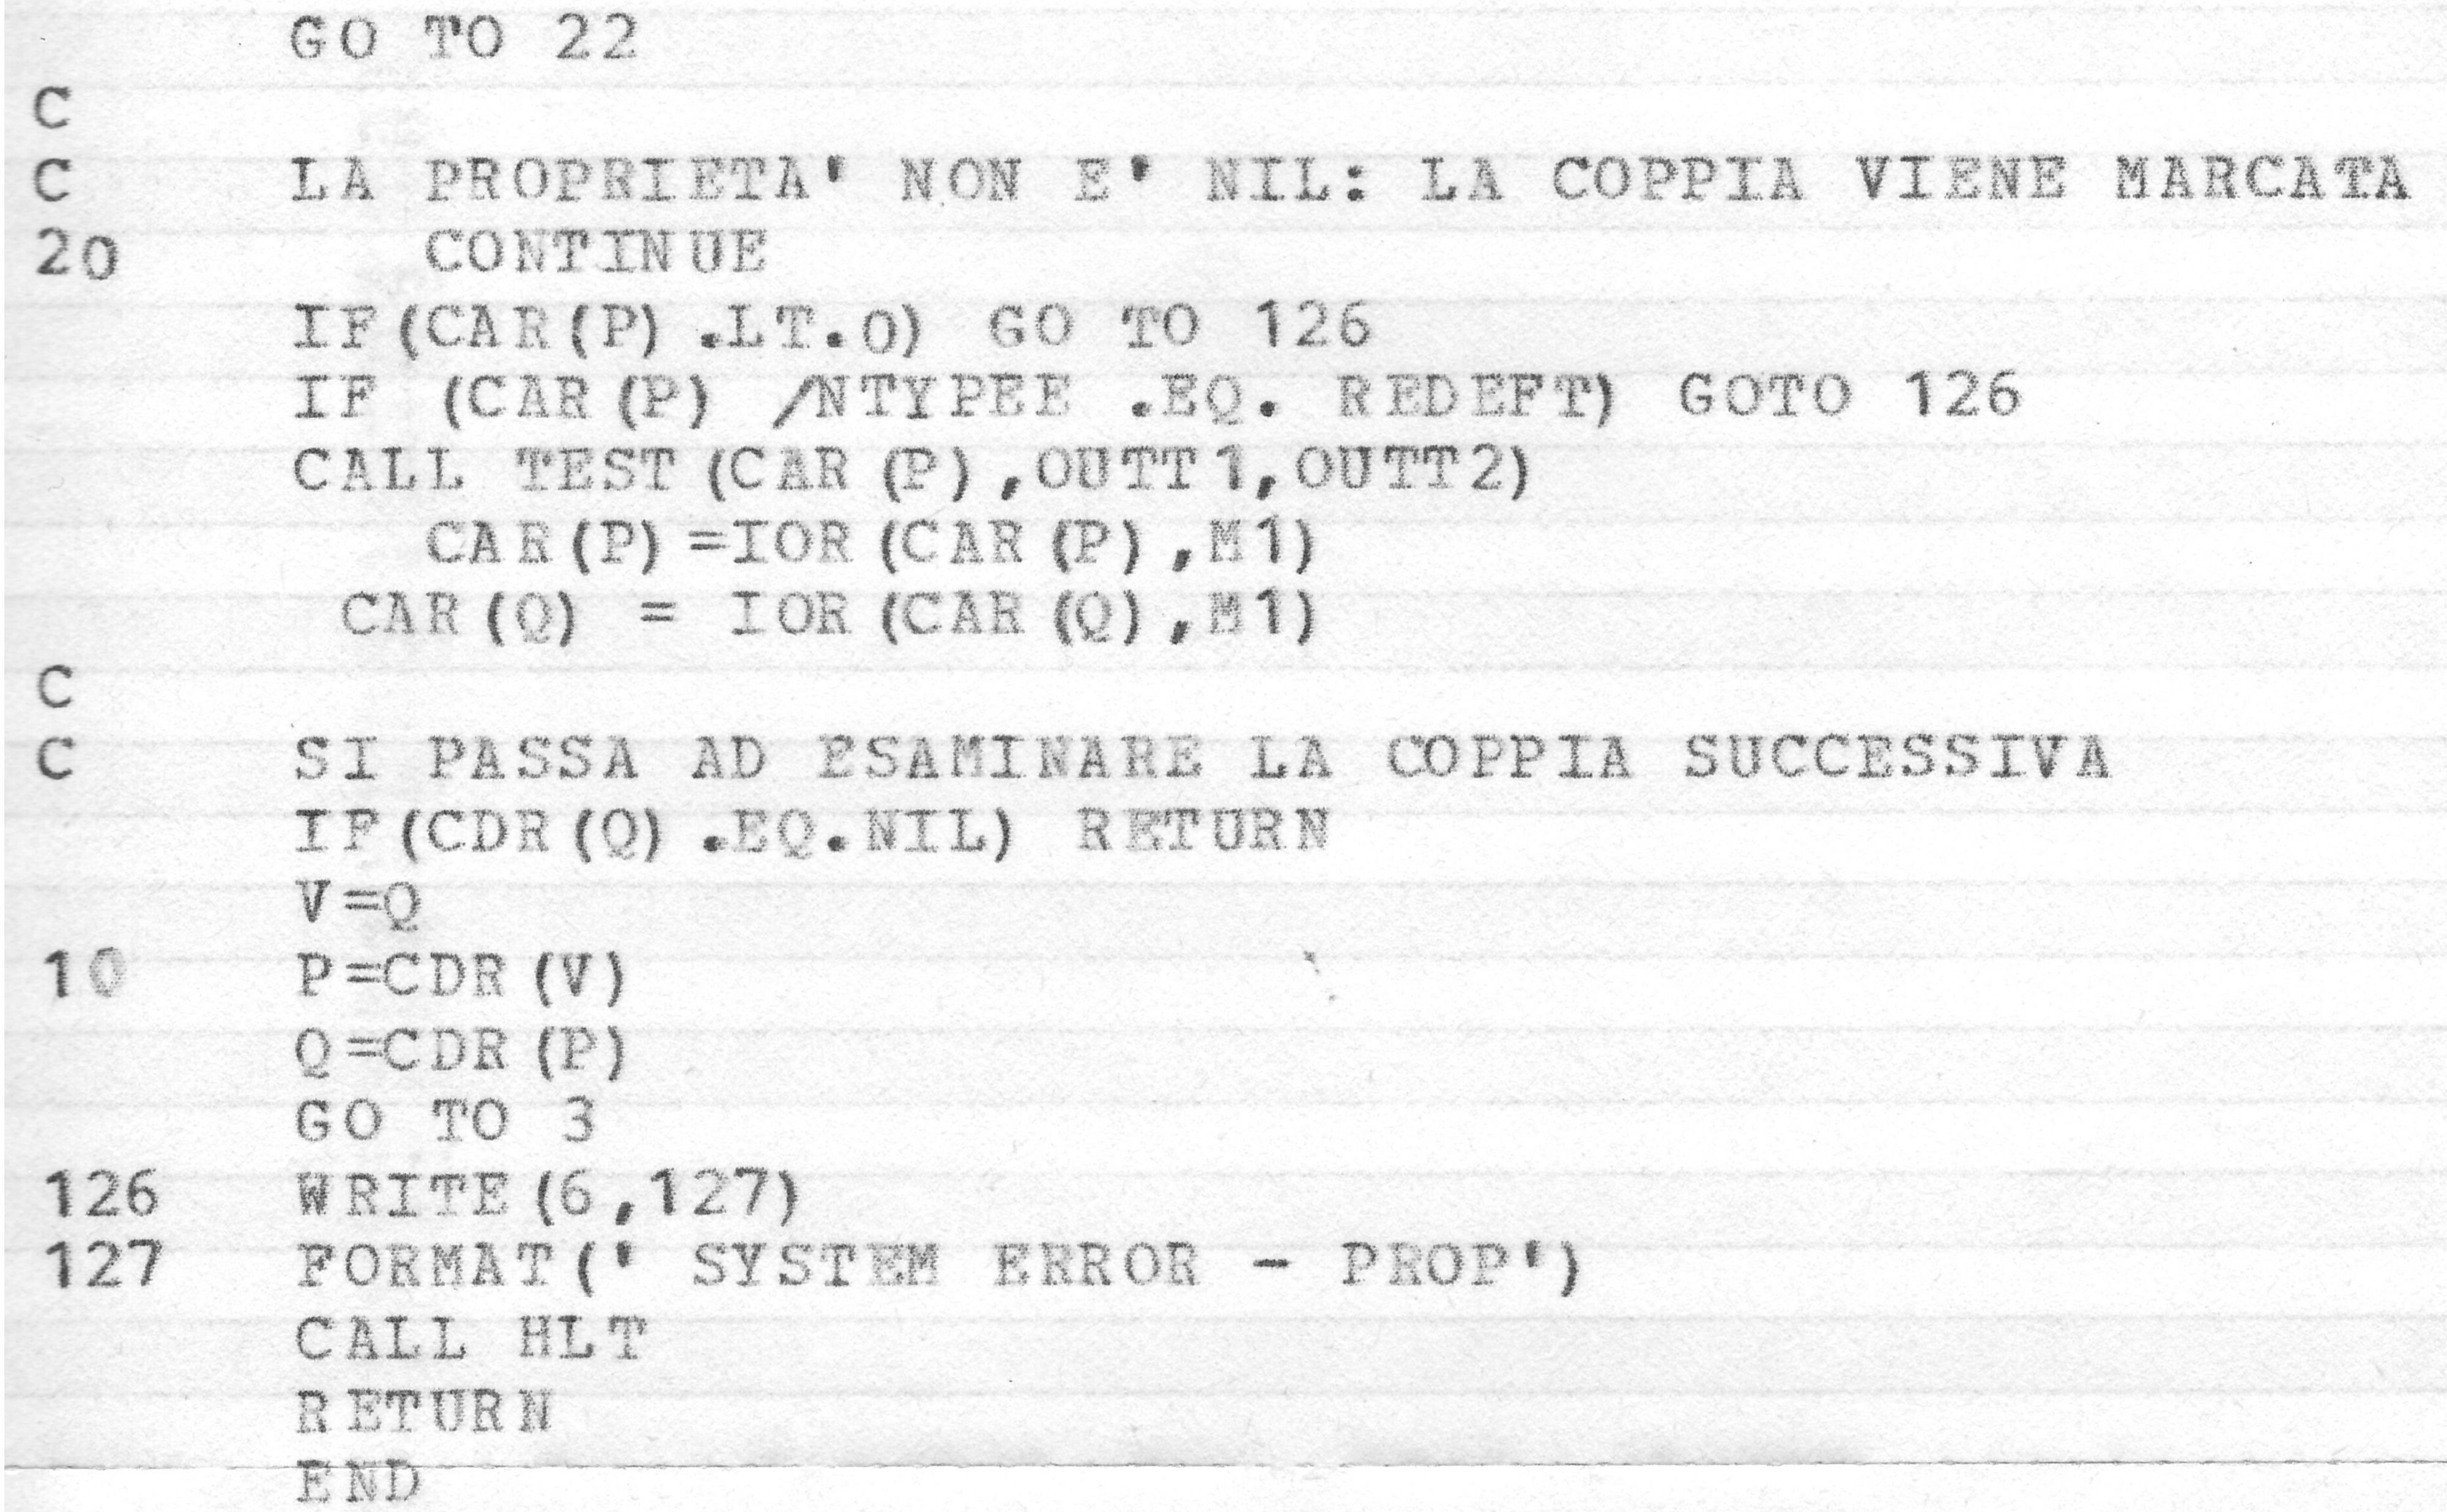 GO TO 22
C
C     LA PROPRIETA' NON E' NIL: LA COPPIA VIENE MARCATA
20       CONTINUE
      IF(CAR(P).LT.0) GO TO 126
      IF (CAR(P) /NTYPEE .EQ. REDEFT) GOTO 126
      CALL TEST(CAR(P),OUTT1,OUTT2)
         CAR(P)=IOR(CAR(P),M1)
       CAR(Q) = IOR(CAR(Q),M1)
C
C     SI PASSA AD ESAMINARE LA COPPIA SUCCESSIVA
      IF(CDR(Q).EQ.NIL) RETURN
      V=Q
10    P=CDR(V)
      Q=CDR(P)
      GO TO 3
126   WRITE(6,127)
127   FORMAT(' SYSTEM ERROR - PROP')
      CALL HLT
      RETURN
      END